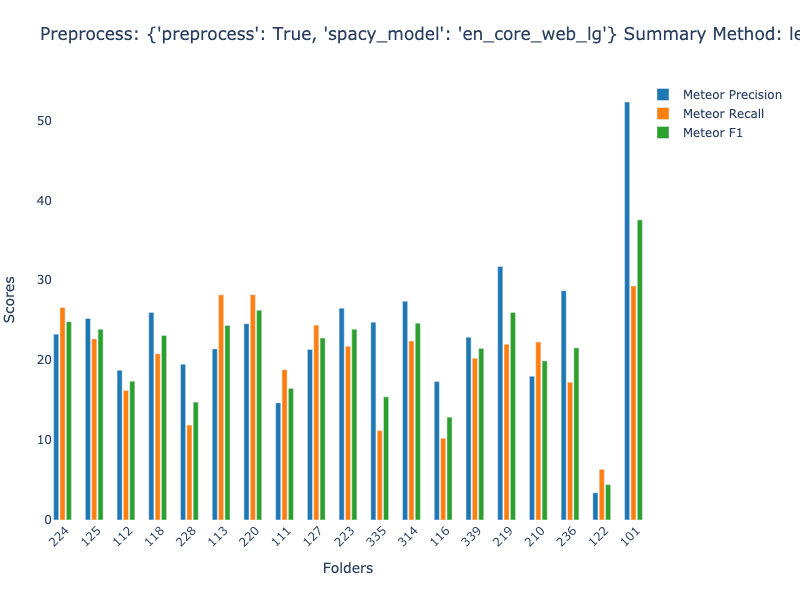 Preprocess: {'preprocess': True, 'spacy_model': 'en_core_web_lg'} Summary Method: le
Meteor Precision
Meteor Recall
Meteor F1
50
40
30
20
10
0
Scores
224 125 112 118 228 113 220 111 127 223 335 314 116 339 219 210 236 122 101
Folders